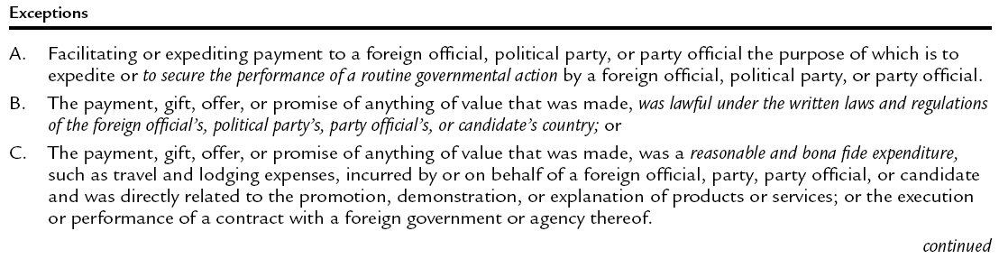 Exceptions
A. Facilitating or expediting payment to a foreign official, political party, or party official the purpose of which is to
expedite or to secure the performance of a routine governmental action by a foreign official, political party, or party official.
B. The payment, gift, offer, or promise of anything of value that was made, was lawful under the written laws and regulations
of the foreign official's, political party's, party official's, or candidate's country; or
C. The payment, gift, offer, or promise of anything of value that was made, was a reasonable and bona fide expenditure,
such as travel and lodging expenses, incurred by or on behalf of a foreign official, party, party official, or candidate
and was directly related to the promotion, demonstration, or explanation of products or services; or the execution
or performance of a contract with a foreign government or agency thereof.
continued